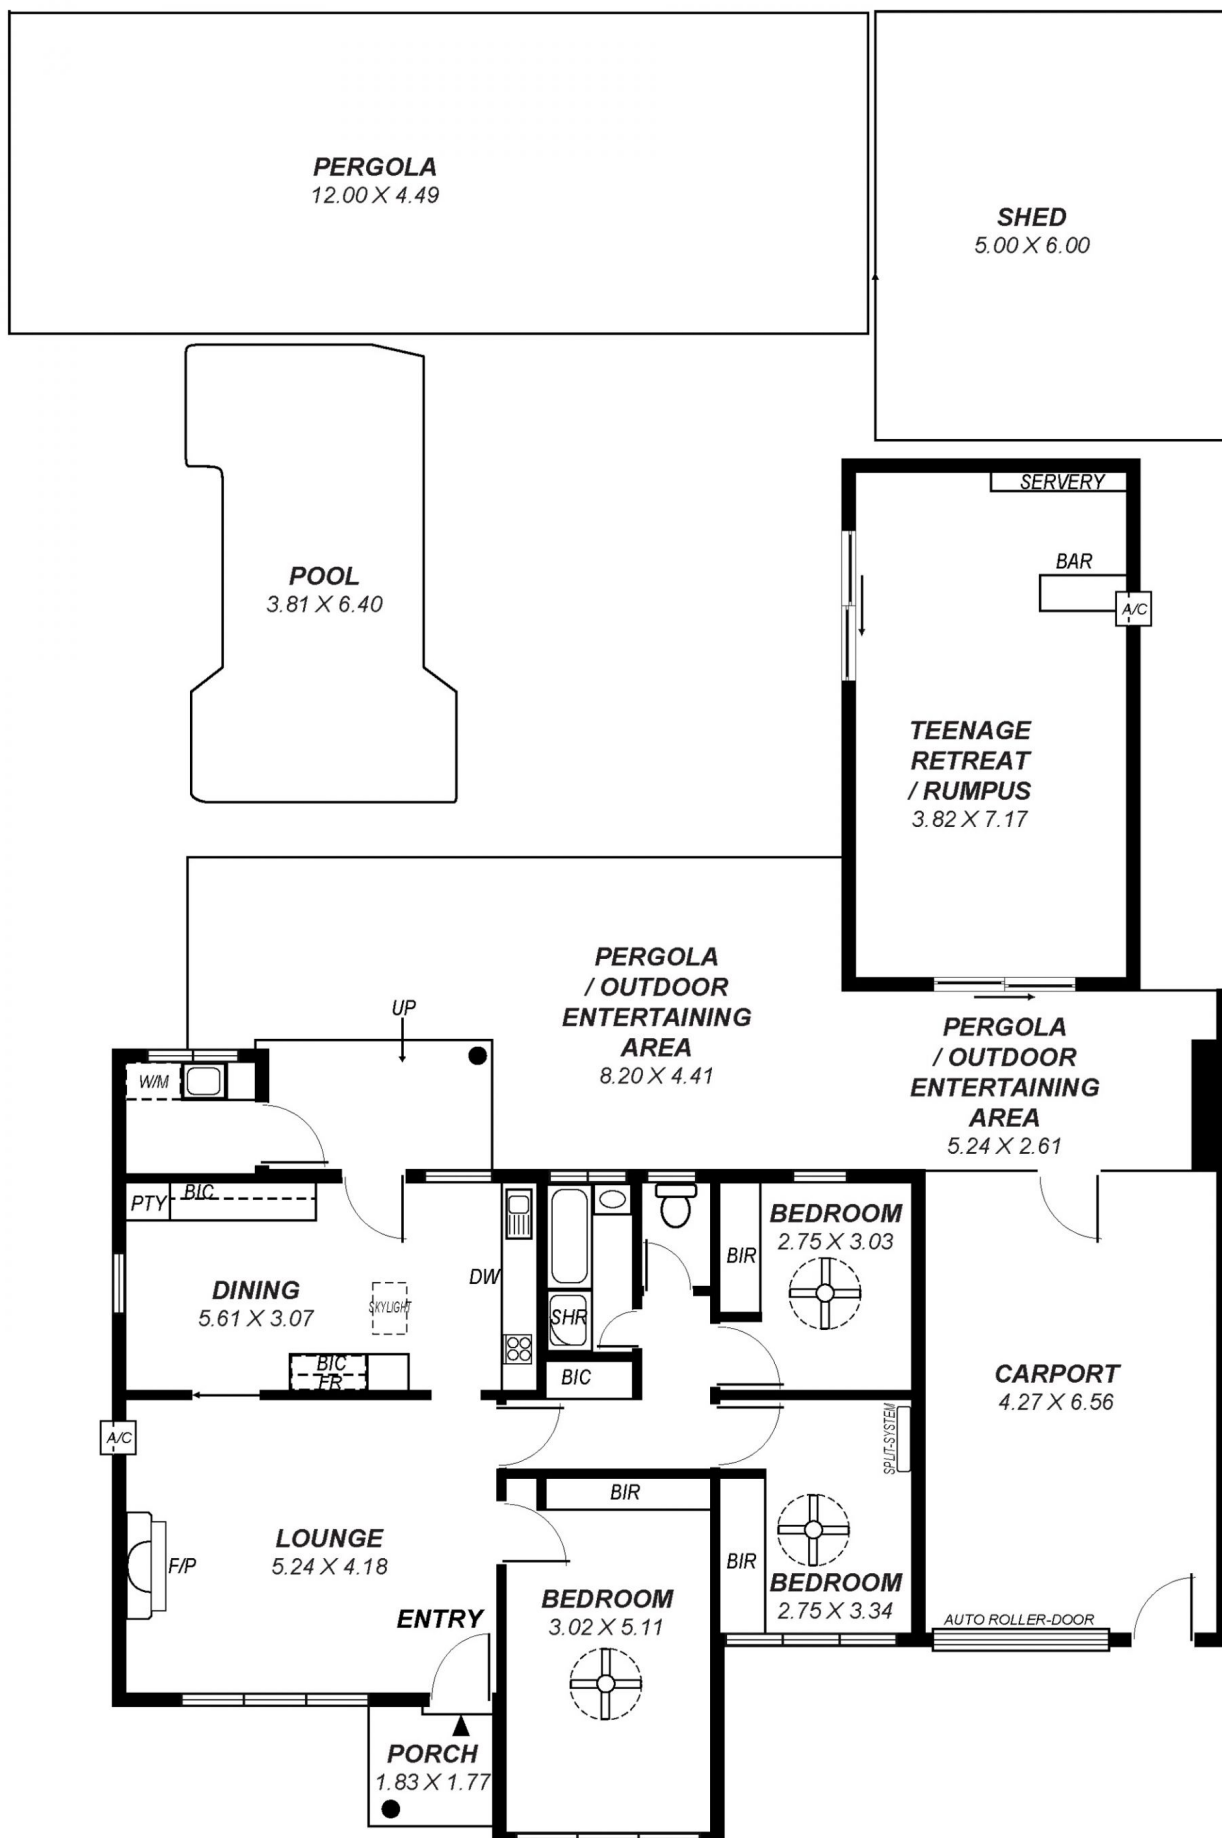 PERGOLA
12.00 X 4.49
SHED
5.00 X 6.00
SERVERY
BAR
A/C
POOL
3.81 X 6.40
TEENAGE
RETREAT
/ RUMPUS
3.82 X 7.17
PERGOLA
/ OUTDOOR
ENTERTAINING
AREA
8.20 X 4.41
UP
PERGOLA
/ OUTDOOR
ENTERTAINING
AREA
5.24 X 2.61
W/M
PTY
BIC
DINING
5.61 X 3.07
SKYLIGHT
DW
BIC
FR
SHR
BIC
BIR
BEDROOM
2.75 X 3.03
CARPORT
4.27 X 6.56
A/C
SPLIT-SYSTEM
LOUNGE
5.24 X 4.18
F/P
BIR
BIR
BEDROOM
2.75 X 3.34
BEDROOM
3.02 X 5.11
ENTRY
AUTO ROLLER-DOOR
PORCH
1.83 X 1.77